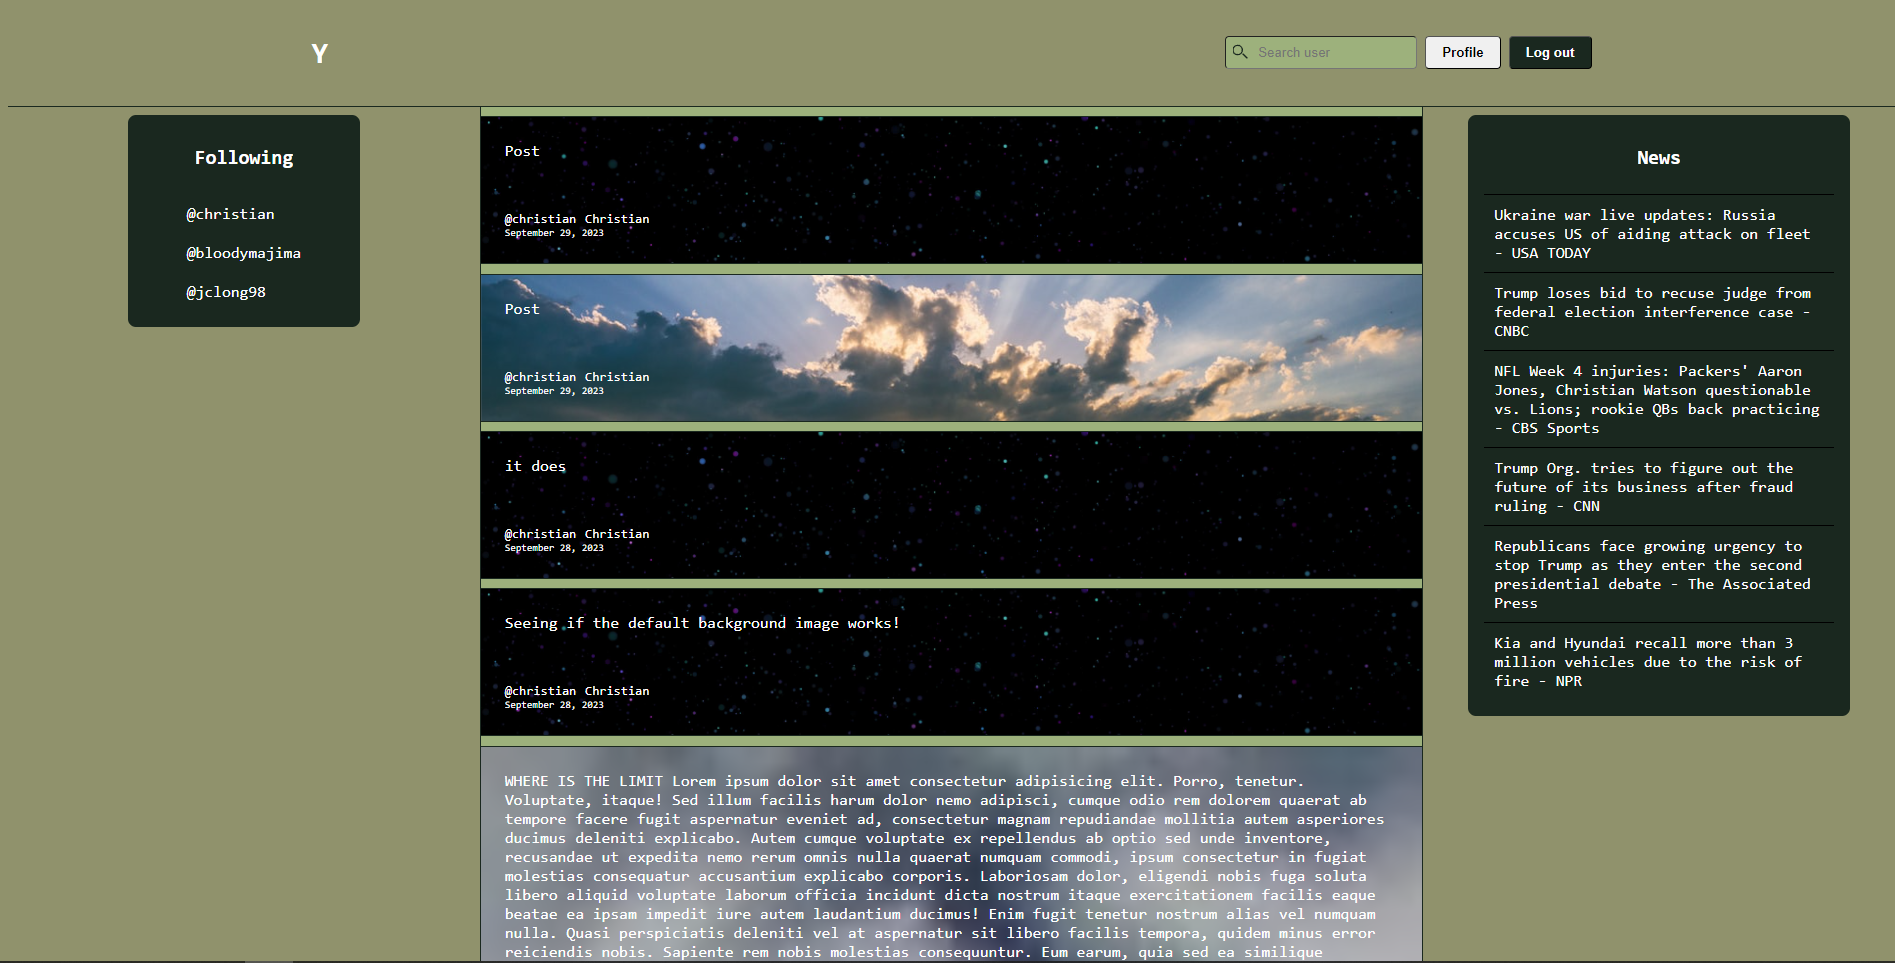 Y
Search user
Profile
Log out
Following
@christian
@bloodymajima
@jclong98
Post
@christian Christian
September 29, 2023
Post
@christian Christian
September 29, 2023
it does
@christian Christian
September 28, 2023
Seeing if the default background image works!
@christian Christian
September 28, 2023
WHERE IS THE LIMIT Lorem ipsum dolor sit amet consectetur adipisicing elit. Porro, tenetur.
Voluptate, itaque! Sed illum facilis harum dolor nemo adipisci, cumque odio rem dolorem quaerat ab
tempore facere fugit aspernatur eveniet ad, consectetur magnam repudiandae mollitia autem asperiores
ducimus deleniti explicabo. Autem cumque voluptate ex repellendus ab optio sed unde inventore,
recusandae ut expedita nemo rerum omnis nulla quaerat numquam commodi, ipsum consectetur in fugiat
molestias consequatur accusantium explicabo corporis. Laboriosam dolor, eligendi nobis fuga soluta
libero aliquid voluptate laborum officia incidunt dicta nostrum itaque exercitationem facilis eaque
beatae ea ipsam impedit iure autem laudantium ducimus! Enim fugit tenetur nostrum alias vel numquam
nulla. Quasi perspiciatis deleniti vel at aspernatur sit libero facilis tempora, quidem minus error
reiciendis nobis. Sapiente rem nobis molestias consequuntur. Eum earum, quia sed ea similique
News
Ukraine war live updates: Russia
accuses US of aiding attack on fleet
- USA TODAY
Trump loses bid to recuse judge from
federal election interference case -
CNBC
NFL Week 4 injuries: Packers' Aaron
Jones, Christian Watson questionable
vs. Lions; rookie QBs back practicing
- CBS Sports
Trump Org. tries to figure out the
future of its business after fraud
ruling - CNN
Republicans face growing urgency to
stop Trump as they enter the second
presidential debate - The Associated
Press
Kia and Hyundai recall more than 3
million vehicles due to the risk of
fire - NPR